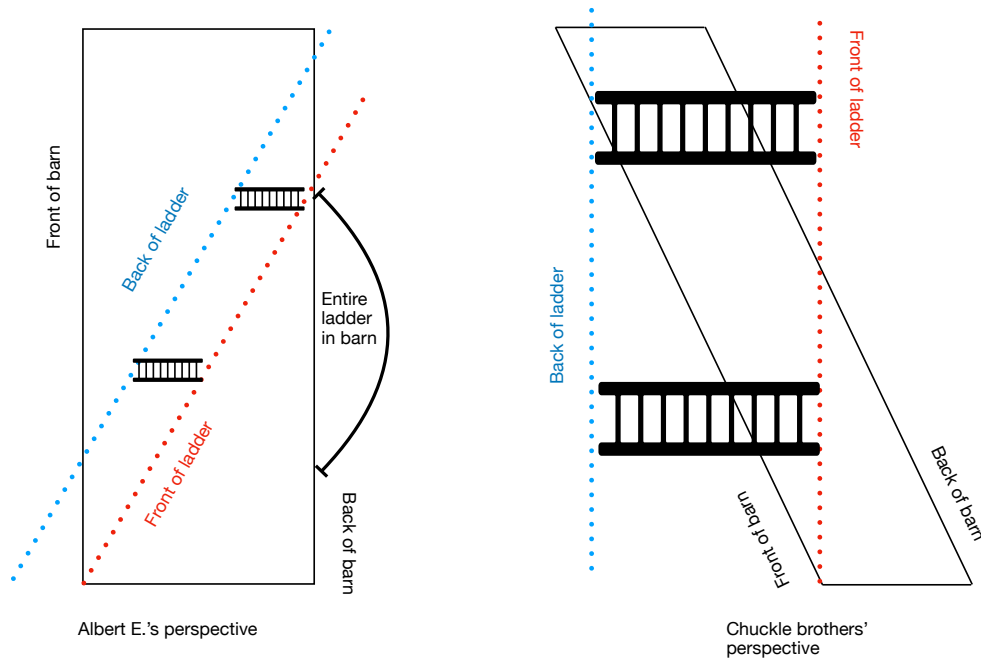 Front of barn
Back of ladder
Front of ladder
Entire
ladder
in barn
Back of barn
Albert E.'s perspective
Back of ladder
Front of ladder
Front of barn
Back of barn
Chuckle brothers'
perspective